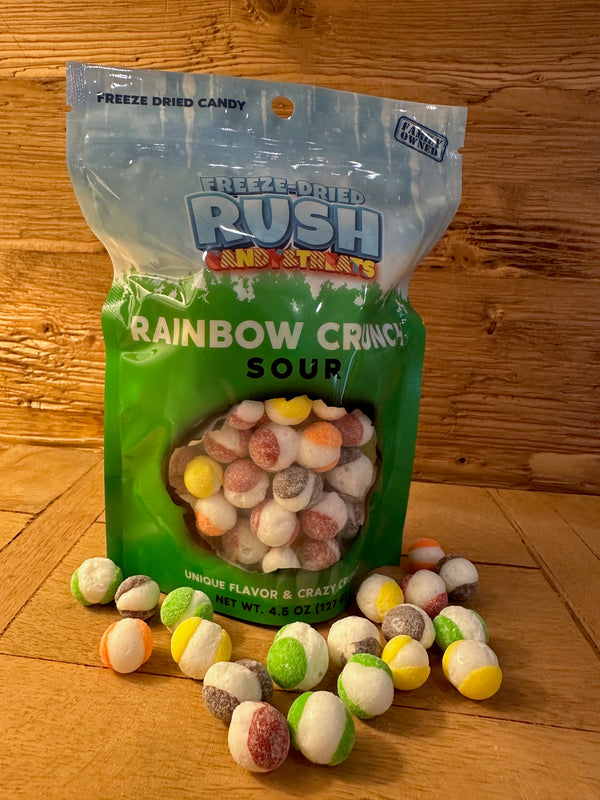 FREEZE DRIED CANDY
FAMILY
OWNED
FREEZE-DRIED
RUSH
CANDY & TREATS
RAINBOW CRUNCH
SOUR
UNIQUE FLAVOR & CRAZY
NET WT. 4.5 OZ (127